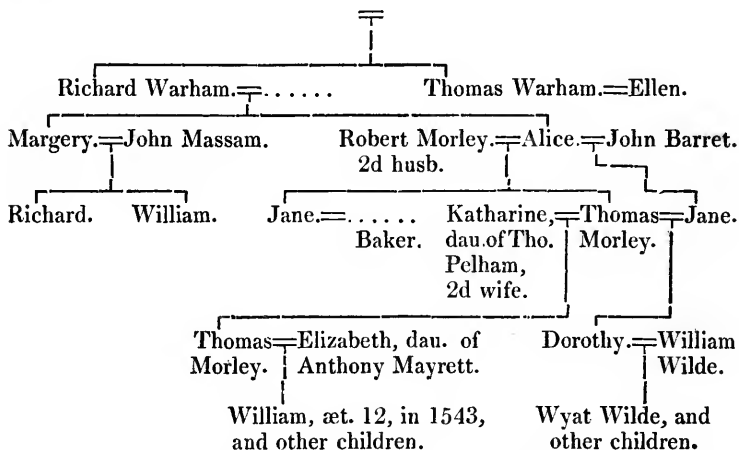 Richard Warham.=...... Thomas Warham.=Ellen.
Margery.=John Massam. Robert Morley.=Alice.=John Barret.
2d husb.
Richard. William. Jane.=...... Katharine,=Thomas=Jane.
Baker. dau. of Tho. Morley.
Pelham,
2d wife.
Thomas=Elizabeth, dau. of Dorothy.=William
Morley. Anthony Mayrett. Wilde.
William, æt. 12, in 1543, Wyat Wilde, and
and other children. other children.